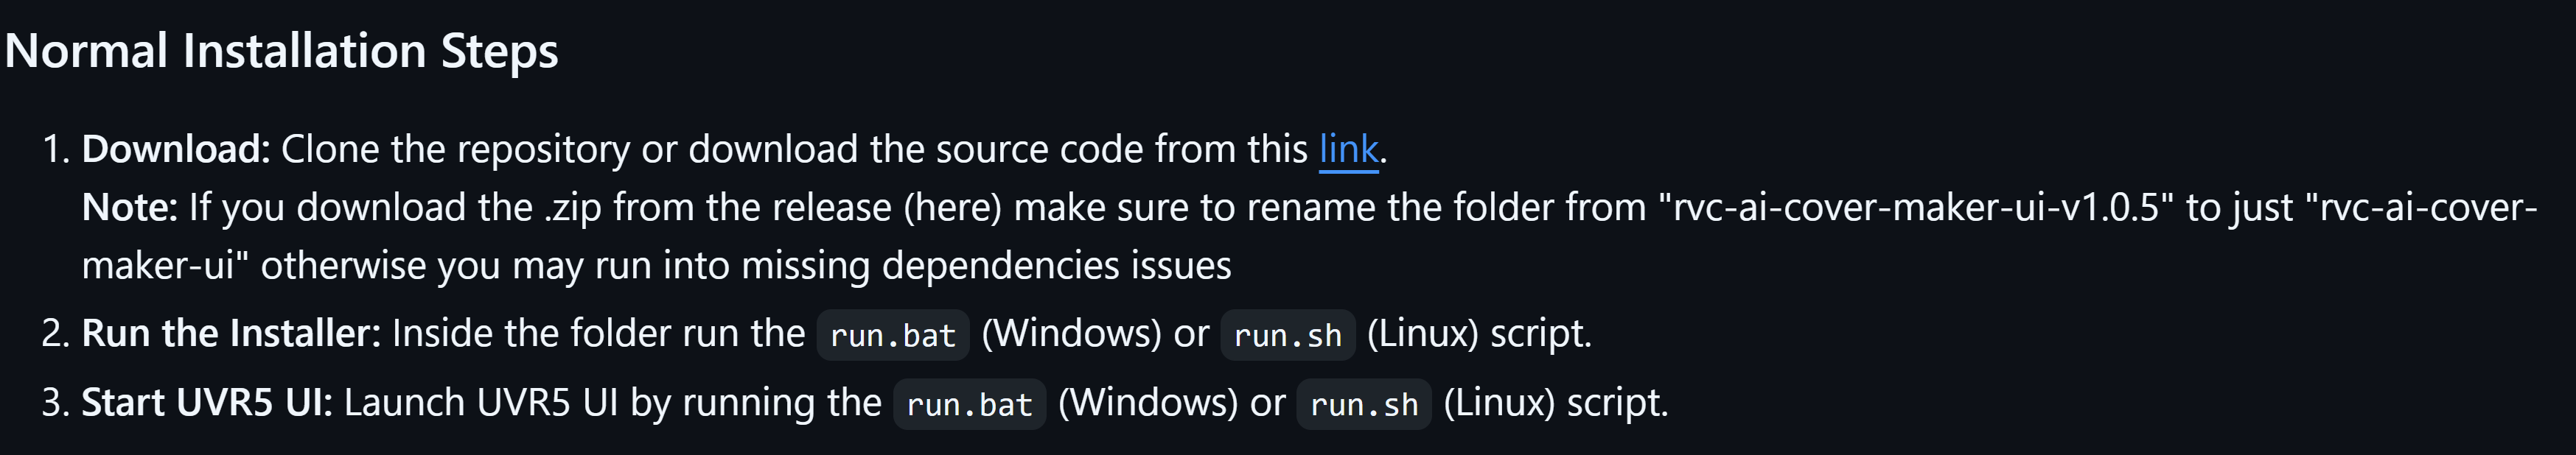 Normal Installation Steps
1. Download: Clone the repository or download the source code from this link.
Note: If you download the .zip from the release (here) make sure to rename the folder from "rvc-ai-cover-maker-ui-v1.0.5" to just "rvc-ai-cover-
maker-ui" otherwise you may run into missing dependencies issues
2. Run the Installer: Inside the folder run the run.bat (Windows) or run.sh (Linux) script.
3. Start UVR5 UI: Launch UVR5 UI by running the run.bat (Windows) or run.sh (Linux) script.